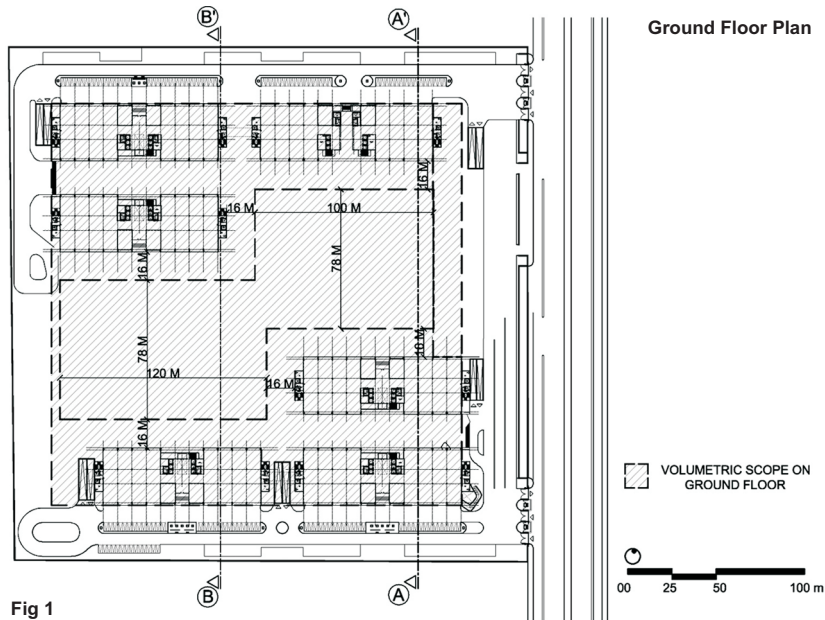 B'
A'
Ground Floor Plan
16 M
16 M
100 M
78 M
16 M
78 M
16 M
120 M
16 M
16 M
VOLUMETRIC SCOPE ON
GROUND FLOOR
00 25 50 100 m
B
A
Fig 1